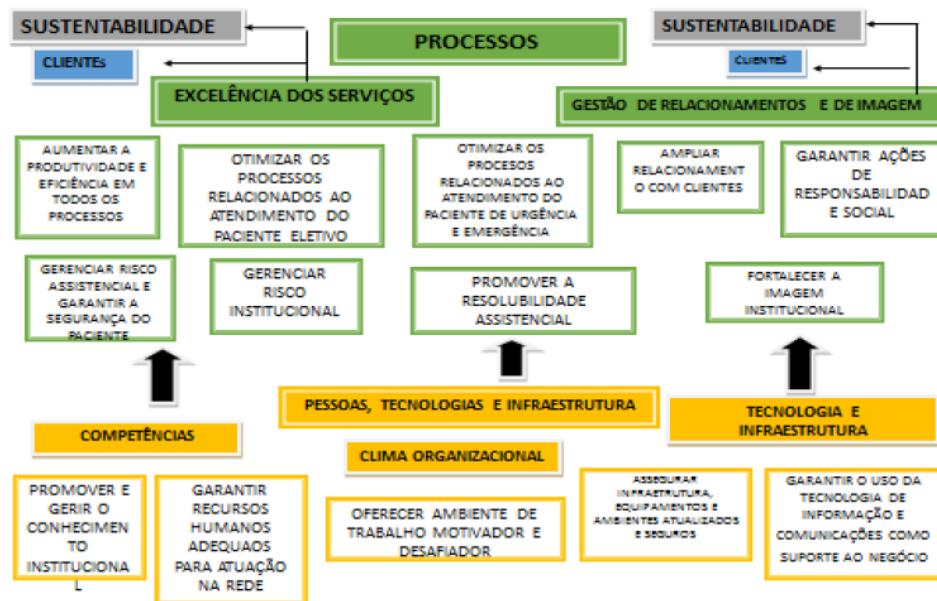 SUSTENTABILIDADE
CLIENTEs
PROCESSOS
SUSTENTABILIDADE
CLIENTES
EXCELÊNCIA DOS SERVIÇOS
GESTÃO DE RELACIONAMENTOS E DE IMAGEM
AUMENTAR A
PRODUTIVIDADE E
EFICIÊNCIA EM
TODOS OS
PROCESSOS
OTIMIZAR OS
PROCESSOS
RELACIONADOS AO
ATENDIMENTO DO
PACIENTE ELETIVO
OTIMIZAR OS
PROCESOS
RELACIONADOS AO
ATENDIMENTO DO
PACIENTE DE URGÊNCIA
E EMERGÊNCIA
AMPLIAR
RELACIONAMENT
O COM CLIENTES
GARANTIR AÇÕES
DE
RESPONSABILIDAD
E SOCIAL
GERENCIAR RISCO
ASSISTENCIAL E
GARANTIR A
SEGURANÇA DO
PACIENTE
GERENCIAR
RISCO
INSTITUCIONAL
PROMOVER A
RESOLUBILIDADE
ASSISTENCIAL
FORTALECER A
IMAGEM
INSTITUCIONAL
PESSOAS, TECNOLOGIAS E INFRAESTRUTURA
COMPETÊNCIAS
CLIMA ORGANIZACIONAL
TECNOLOGIA E
INFRAESTRUTURA
PROMOVER E
GERIR O
CONHECIMEN
TO
INSTITUCIONA
L
GARANTIR
RECURSOS
HUMANOS
ADEQUAOS
PARA ATUAÇÃO
NA REDE
OFERECER AMBIENTE DE
TRABALHO MOTIVADOR E
DESAFIADOR
ASSEGURAR
INFRAETRUTURA,
EQUIPAMENTOS E
AMBIENTES ATUALIZADOS
E SEGUROS
GARANTIR O USO DA
TECNOLOGIA DE
INFORMAÇÃO E
COMUNICAÇÕES COMO
SUPORTE AO NEGÓCIO